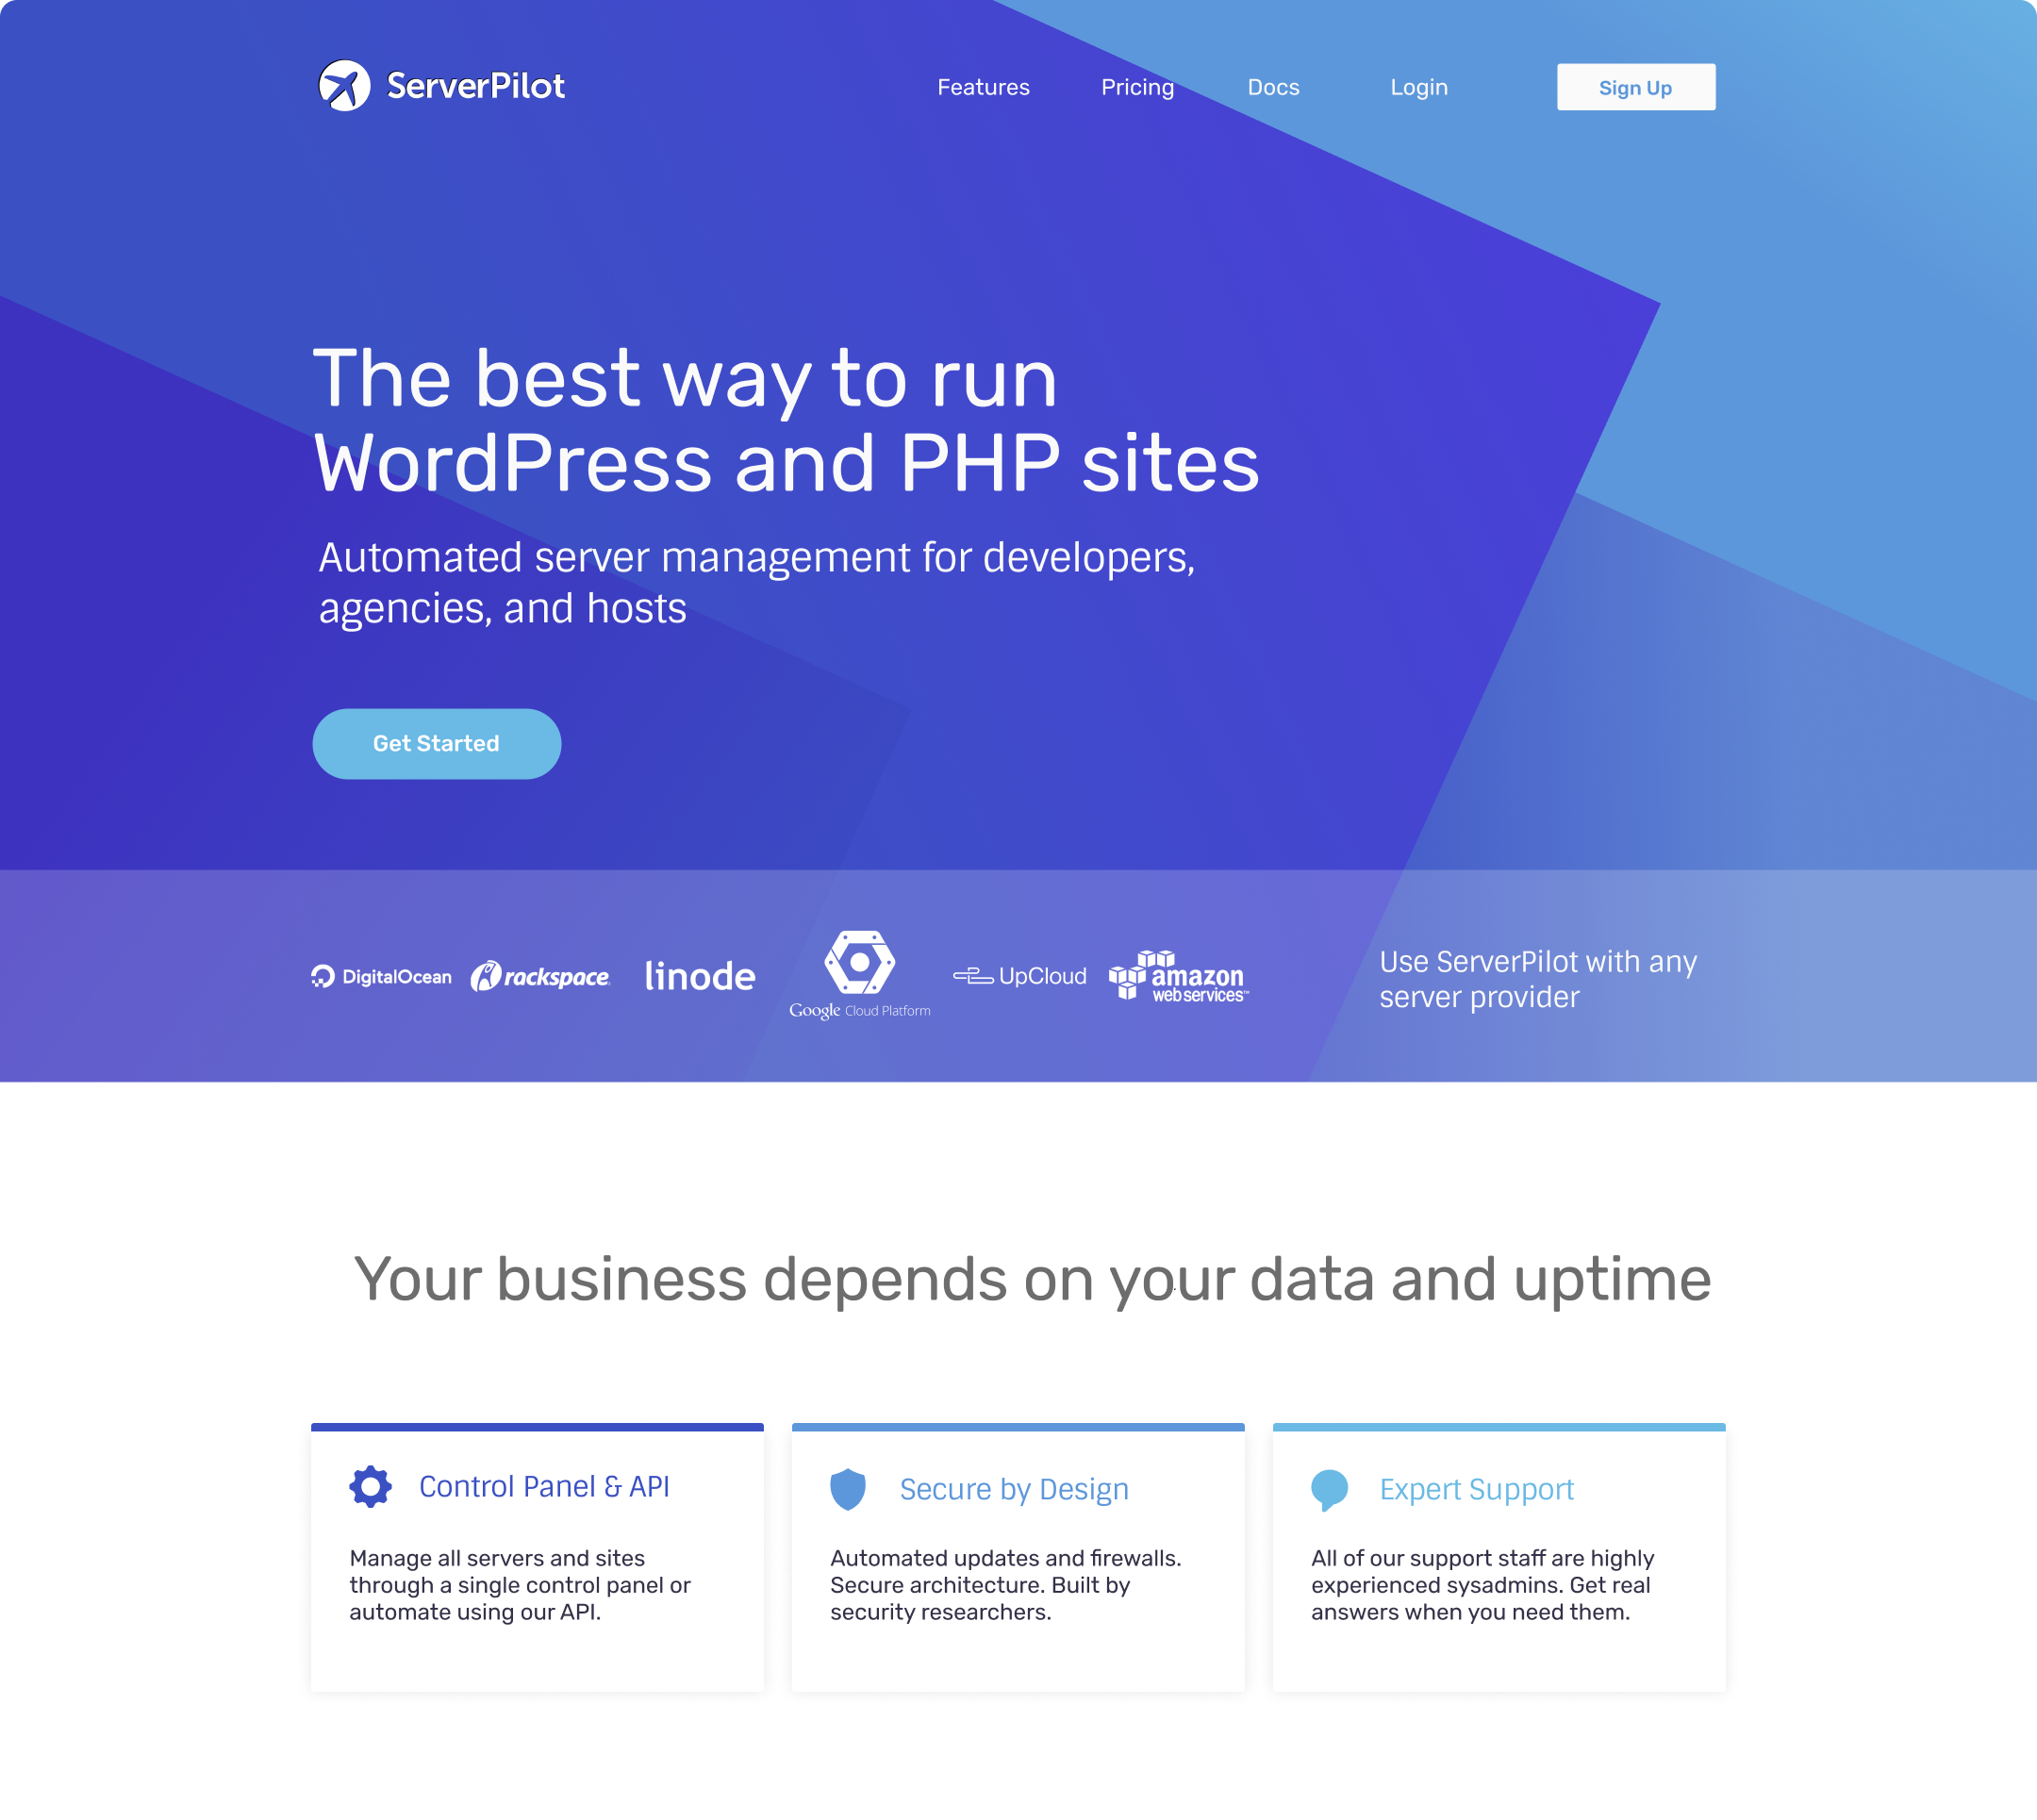 ServerPilot
Features
Pricing
Docs
Login
Sign Up
The best way to run
WordPress and PHP sites
Automated server management for developers,
agencies, and hosts
Get Started
DigitalOcean
rackspace
linode
Google Cloud Platform
UpCloud
amazon
webservices™
Use ServerPilot with any
server provider
Your business depends on your data and uptime
Control Panel & API
Manage all servers and sites
through a single control panel or
automate using our API.
Secure by Design
Automated updates and firewalls.
Secure architecture. Built by
security researchers.
Expert Support
All of our support staff are highly
experienced sysadmins. Get real
answers when you need them.